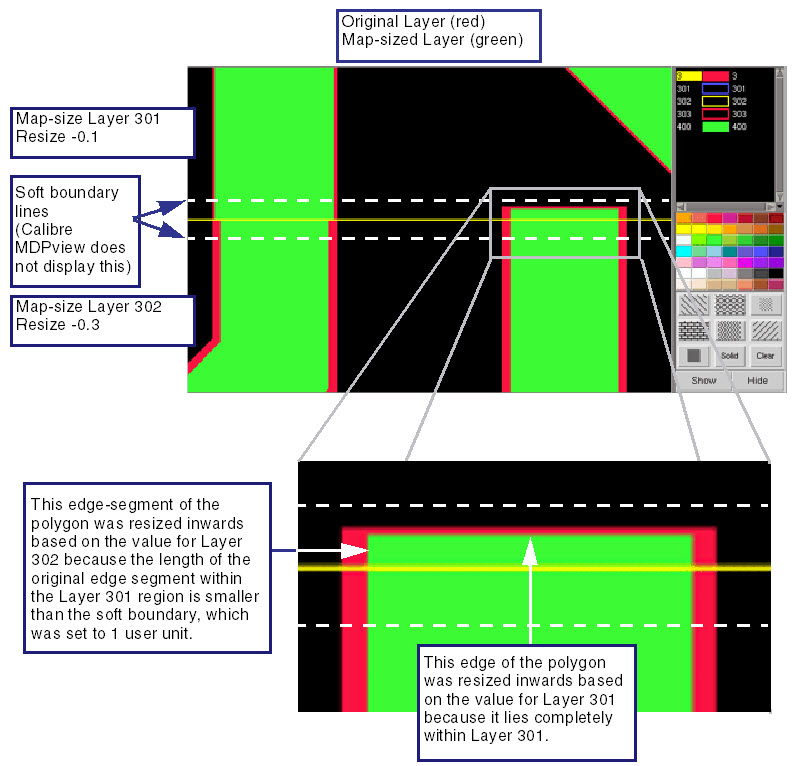 Original Layer (red)
Map-sized Layer (green)
Map-size Layer 301
Resize -0.1
Soft boundary
lines
(Calibre
MDPview does
not display this)
Map-size Layer 302
Resize -0.3
3 3
301 301
302 302
303 303
400 400
Solid Clear
Show Hide
This edge-segment of the
polygon was resized inwards
based on the value for Layer
302 because the length of the
original edge segment within
the Layer 301 region is smaller
than the soft boundary, which
was set to 1 user unit.
This edge of the polygon
was resized inwards based
on the value for Layer 301
because it lies completely
within Layer 301.